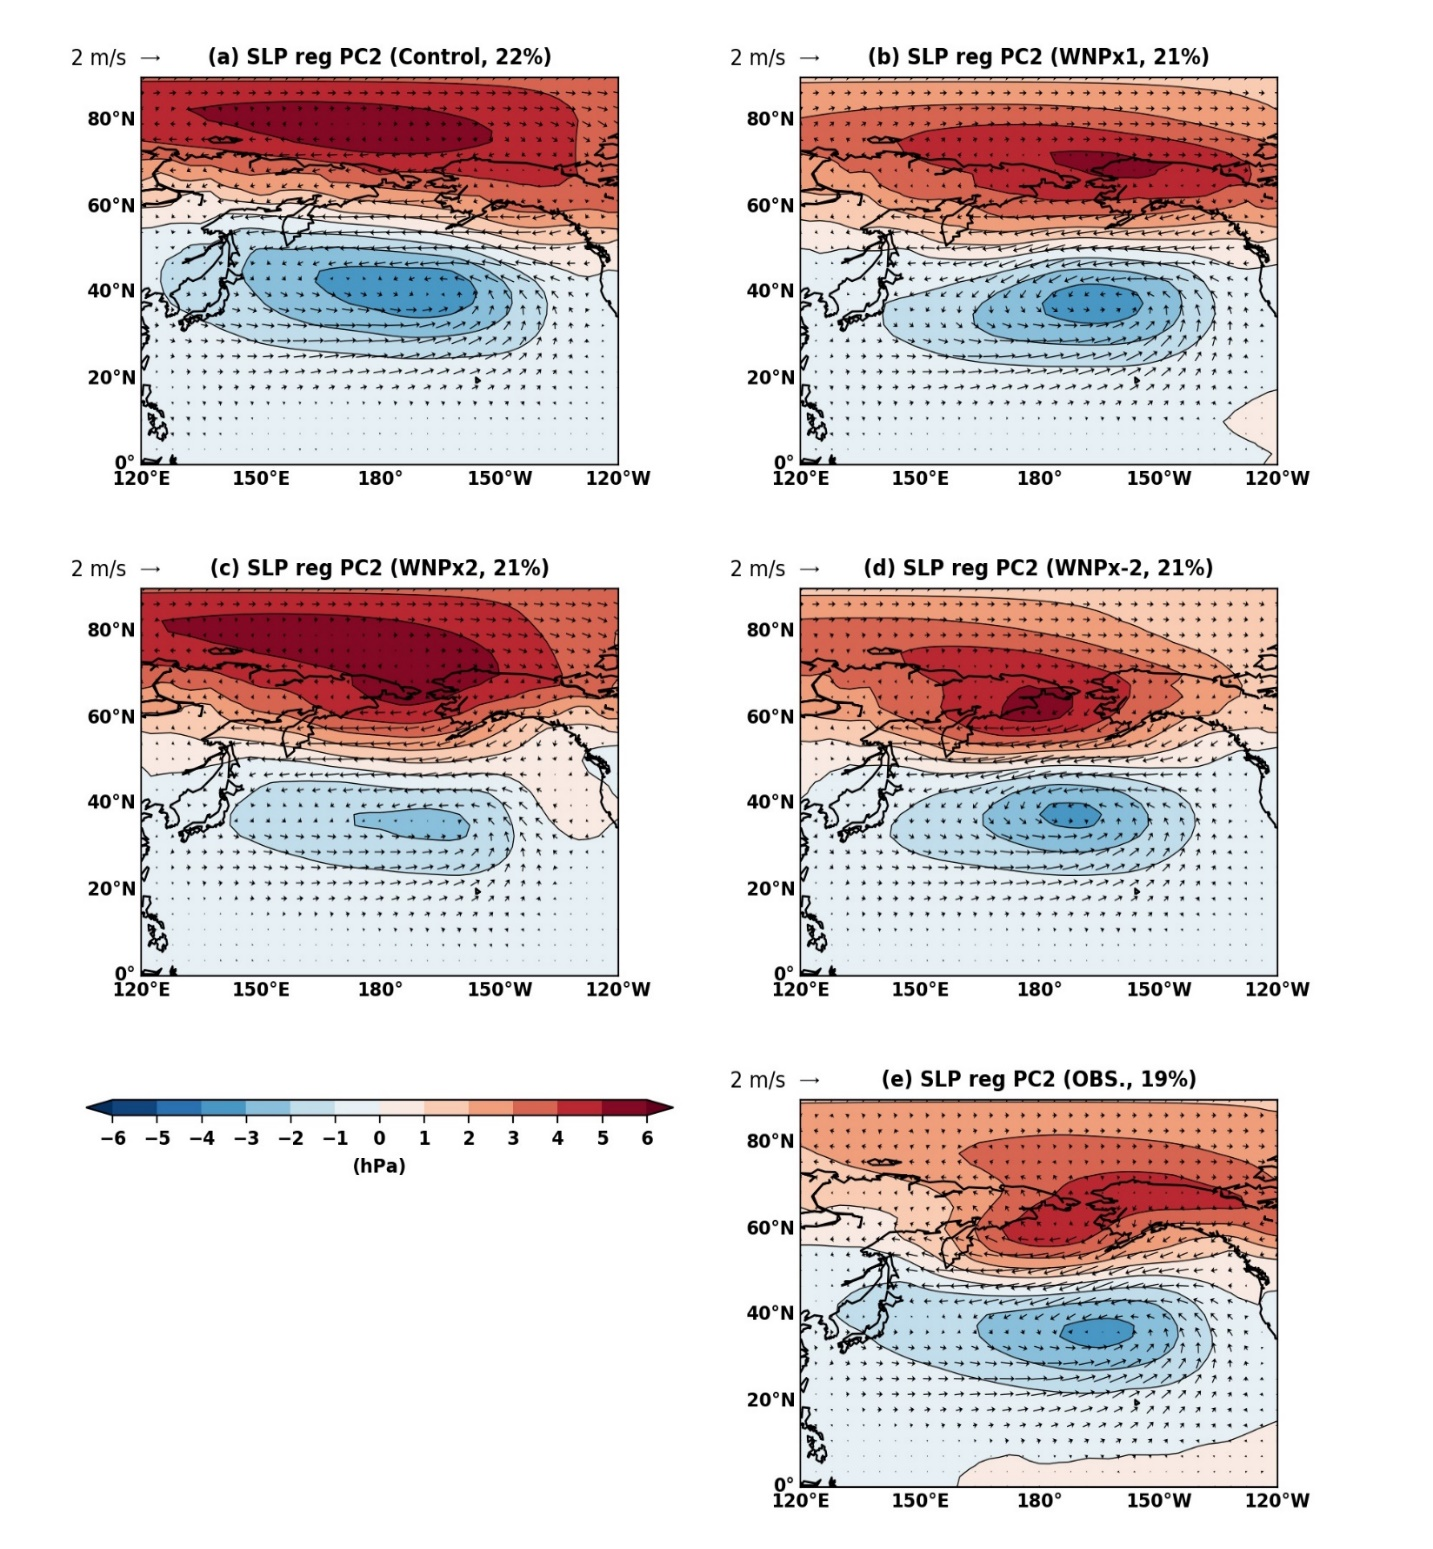 2 m/s → (a) SLP reg PC2 (Control, 22%)
80°N
60°N
40°N
20°N
0°
120°E 150°E 180° 150°W 120°W
2 m/s → (b) SLP reg PC2 (WNPx1, 21%)
80°N
60°N
40°N
20°N
0°
120°E 150°E 180° 150°W 120°W
2 m/s → (c) SLP reg PC2 (WNPx2, 21%)
80°N
60°N
40°N
20°N
0°
120°E 150°E 180° 150°W 120°W
2 m/s → (d) SLP reg PC2 (WNPx-2, 21%)
80°N
60°N
40°N
20°N
0°
120°E 150°E 180° 150°W 120°W
−6 −5 −4 −3 −2 −1 0 1 2 3 4 5 6
(hPa)
2 m/s → (e) SLP reg PC2 (OBS., 19%)
80°N
60°N
40°N
20°N
0°
120°E 150°E 180° 150°W 120°W